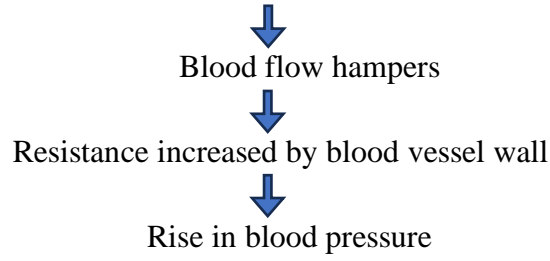 Blood flow hampers
Resistance increased by blood vessel wall
Rise in blood pressure